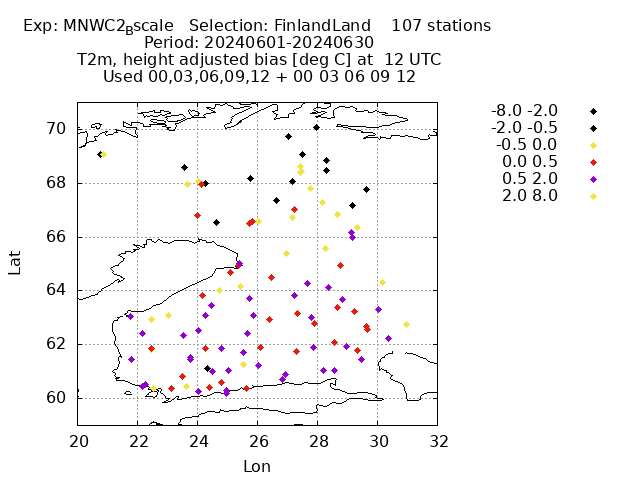 Exp: MNWC2_Bscale   Selection: FinlandLand    107 stations
Period: 20240601-20240630
T2m, height adjusted bias [deg C] at  12 UTC
Used 00,03,06,09,12 + 00 03 06 09 12
-8.0 -2.0
-2.0 -0.5
-0.5 0.0
0.0 0.5
0.5 2.0
2.0 8.0
70
68
66
64
62
60
Lat
20 22 24 26 28 30 32
Lon